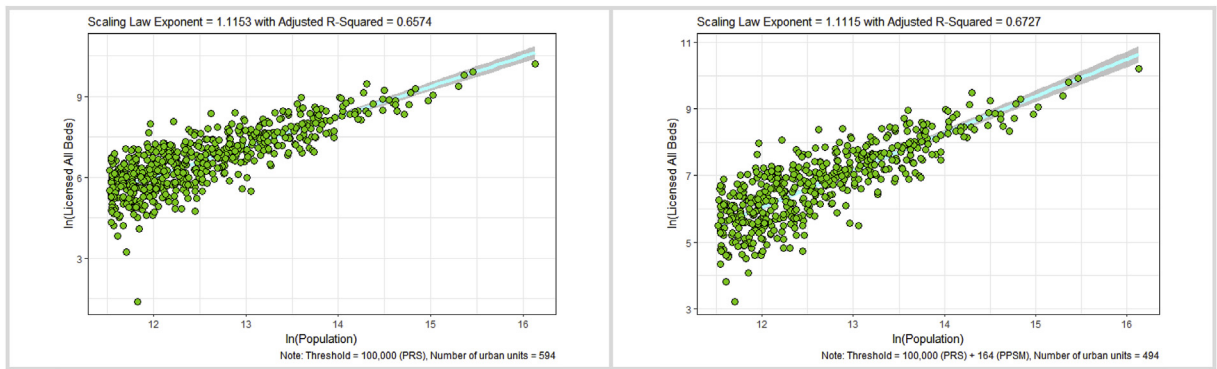 Scaling Law Exponent = 1.1153 with Adjusted R-Squared = 0.6574
ln(Licensed All Beds)
9
6
3
12 13 14 15 16
ln(Population)
Note: Threshold = 100,000 (PRS), Number of urban units = 594
Scaling Law Exponent = 1.1115 with Adjusted R-Squared = 0.6727
ln(Licensed All Beds)
11
9
7
5
3
12 13 14 15 16
ln(Population)
Note: Threshold = 100,000 (PRS) + 164 (PPSM), Number of urban units = 494